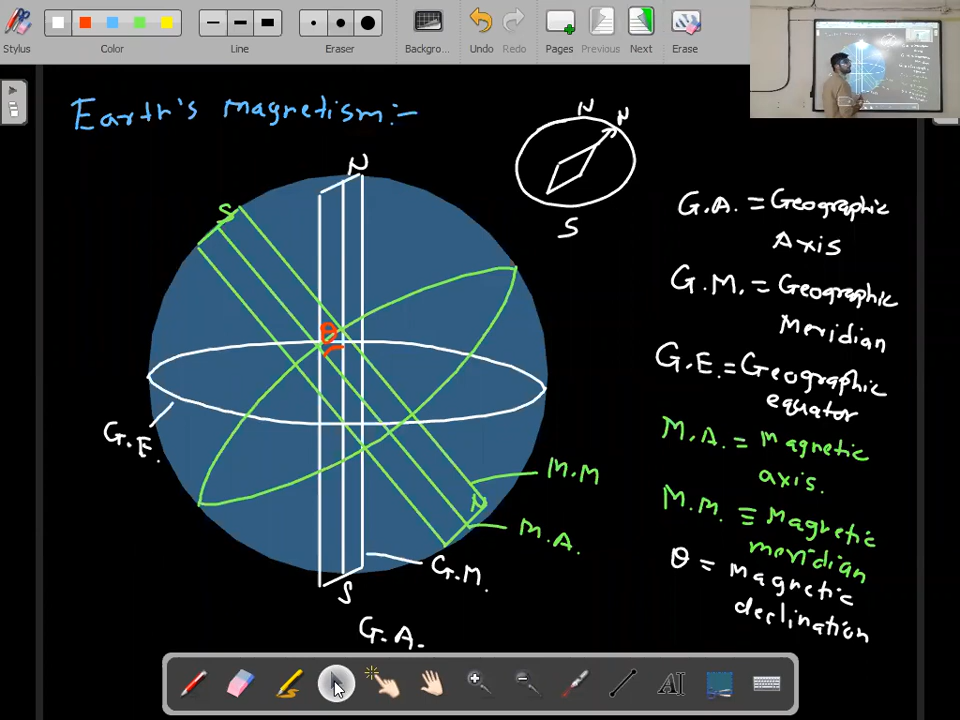 Stylus
Color
Line
Eraser
Backgro...
Undo
Redo
Pages
Previous
Next
Erase
Earth's magnetism:-
N
N
S
N
S
θ
G.E.
N
M.M
M.A.
G.M.
S
G.A.
G.A. = Geographic
Axis
G.M. = Geographic
Meridian
G.E. = Geographic
equator
M.A. = Magnetic
axis.
M.M. = Magnetic
meridian
θ = magnetic
declination
AI